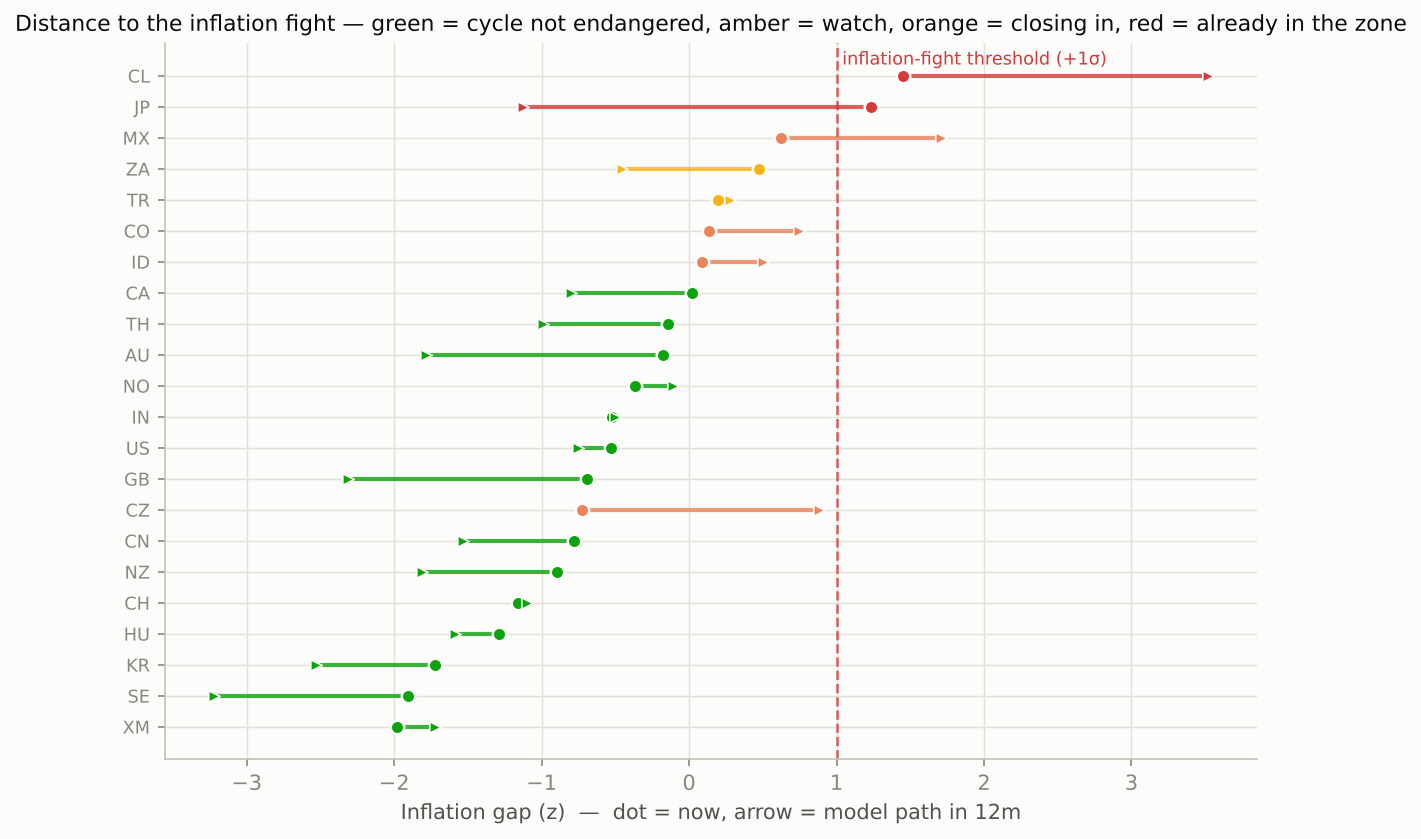 Distance to the inflation fight — green = cycle not endangered, amber = watch, orange = closing in, red = already in the zone
inflation-fight threshold (+1σ)
CL
JP
MX
ZA
TR
CO
ID
CA
TH
AU
NO
IN
US
GB
CZ
CN
NZ
CH
HU
KR
SE
XM
−3 −2 −1 0 1 2 3
Inflation gap (z) — dot = now, arrow = model path in 12m